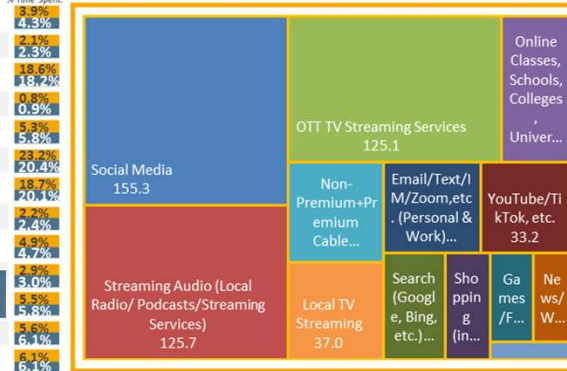 % Time Spent:
3.9%
4.3%
2.1%
2.3%
18.6%
18.2%
0.8%
0.9%
5.3%
5.8%
23.2%
20.4%
18.7%
20.1%
2.2%
2.4%
4.9%
4.7%
2.9%
3.0%
5.5%
5.8%
5.6%
6.1%
6.1%
6.1%
Social Media
155.3
Streaming Audio (Local
Radio/ Podcasts/Streaming
Services)
125.7
OTT TV Streaming Services
125.1
Online
Classes,
Schools,
Colleges
,
Univer...
Non-
Premium+Pr
emium
Cable...
Email/Text/I
M/Zoom,etc
. (Personal &
Work)...
YouTube/Ti
kTok, etc.
33.2
Local TV
Streaming
37.0
Search
(Googl
e, Bing,
etc.)...
Sho
ppin
g
(in...
Ga
mes
/F...
Ne
ws/
W...